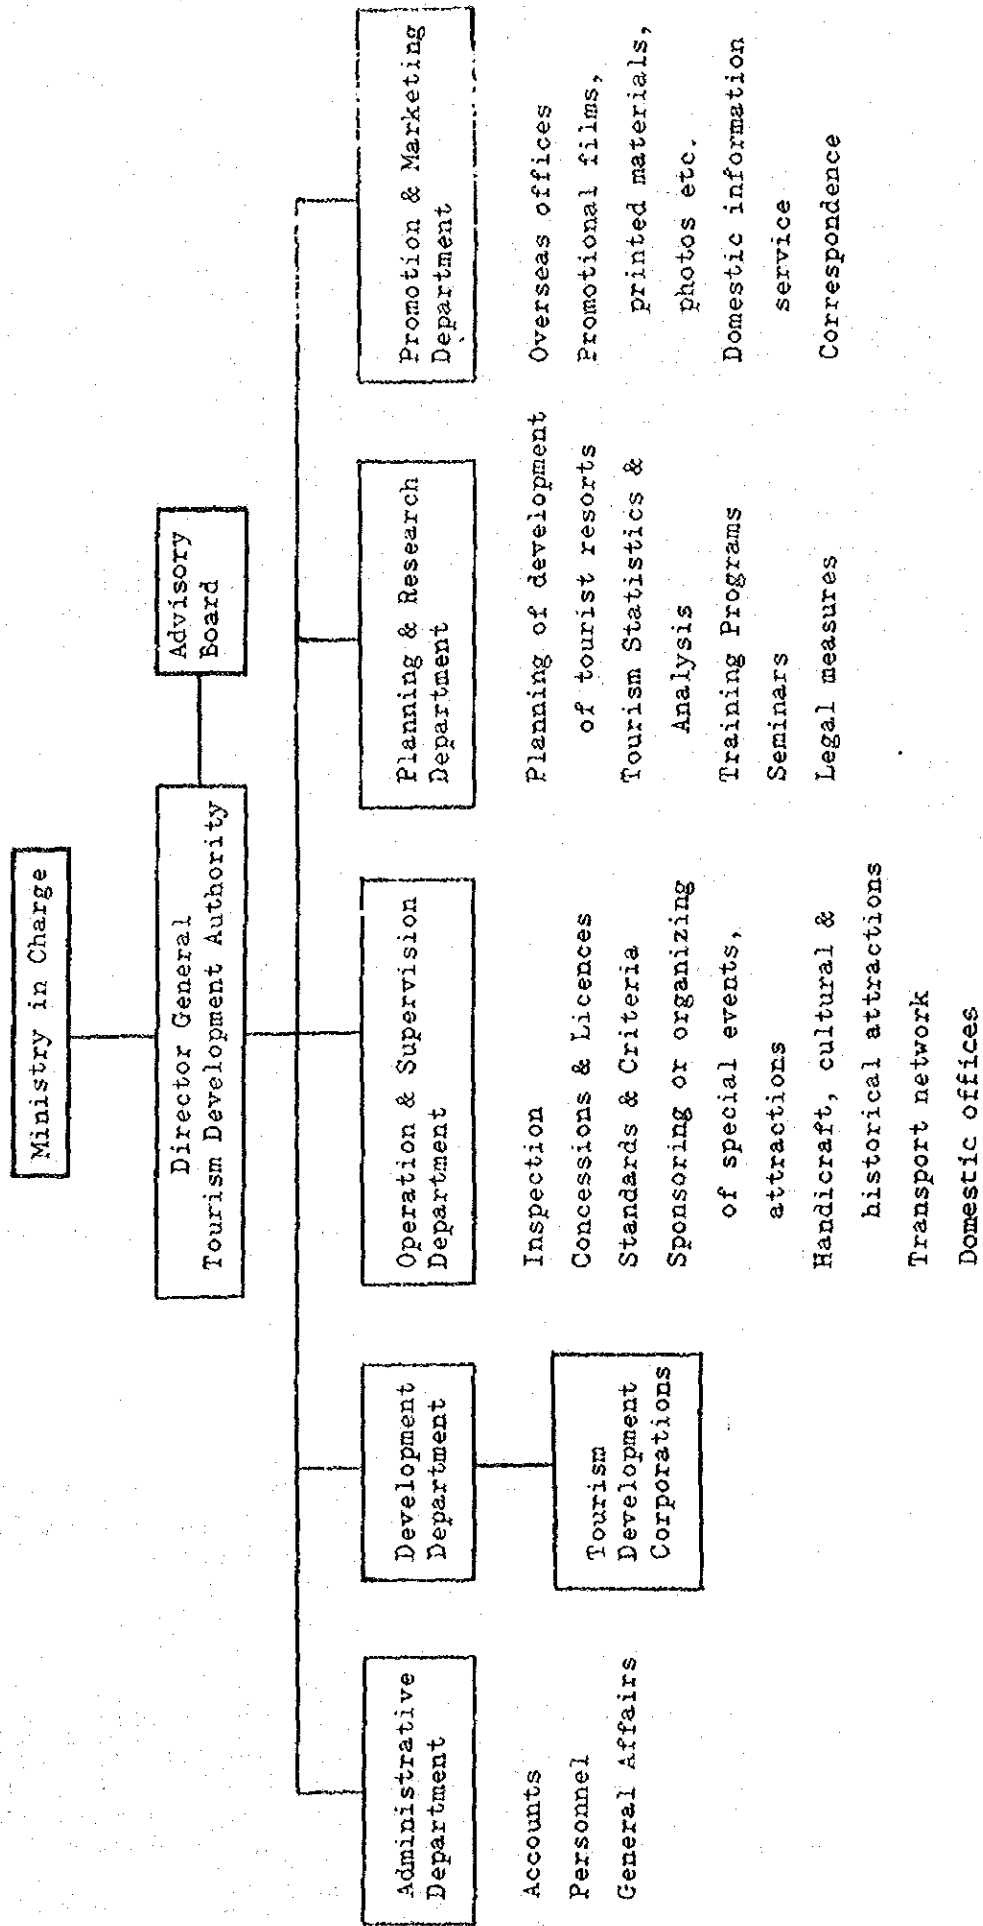 Ministry in Charge
Director General
Tourism Development Authority
Advisory
Board
Administrative
Department
Accounts
Personnel
General Affairs
Development
Department
Tourism
Development
Corporations
Operation & Supervision
Department
Inspection
Concessions & Licences
Standards & Criteria
Sponsoring or organizing
of special events,
attractions
Handicraft, cultural &
historical attractions
Transport network
Domestic offices
Planning & Research
Department
Planning of development
of tourist resorts
Tourism Statistics &
Analysis
Training Programs
Seminars
Legal measures
Promotion & Marketing
Department
Overseas offices
Promotional films,
printed materials,
photos etc.
Domestic information
service
Correspondence